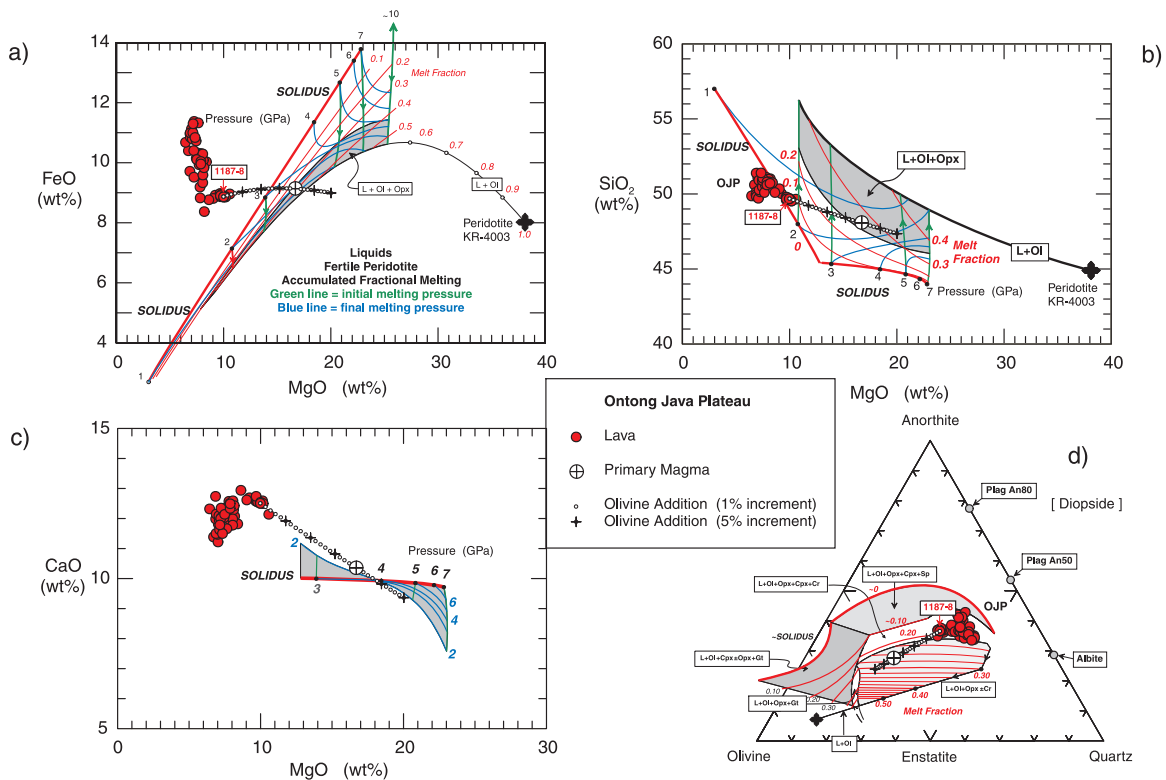 a)
14
12
10
8
6
4
FeO
(wt%)
0
10
20
30
40
MgO (wt%)
~10
7
6
5
4
3
2
1
0.1
0.2
Melt Fraction
0.3
0.4
0.5
0.6
0.7
0.8
0.9
1.0
SOLIDUS
Pressure (GPa)
1187-8
L + Ol + Opx
L + Ol
Peridotite
KR-4003
SOLIDUS
Liquids
Fertile Peridotite
Accumulated Fractional Melting
Green line = initial melting pressure
Blue line = final melting pressure
b)
60
55
50
45
40
SiO2
(wt%)
0
10
20
30
40
MgO (wt%)
1
SOLIDUS
OJP
1187-8
0.2
0.1
2
0
L+Ol+Opx
0.4
Melt
Fraction
0.3
L+Ol
3
4
5
6
7
SOLIDUS
Pressure (GPa)
Peridotite
KR-4003
c)
15
10
5
CaO
(wt%)
0
10
20
30
MgO (wt%)
2
SOLIDUS
3
Pressure (GPa)
4
5
6
7
6
4
2
Ontong Java Plateau
Lava
Primary Magma
Olivine Addition (1% increment)
Olivine Addition (5% increment)
d)
Anorthite
Plag An80
[ Diopside ]
Plag An50
Albite
L+Ol+Opx+Cpx+Sp
L+Ol+Opx+Cpx+Cr
~0
OJP
1187-8
~0.10
0.20
~SOLIDUS
L+Ol+Cpx±Opx+Gt
L+Ol+Opx+Gt
0.10
0.20
0.30
0.30
L+Ol+Opx ±Cr
0.40
0.50
Melt Fraction
L+Ol
Olivine
Enstatite
Quartz